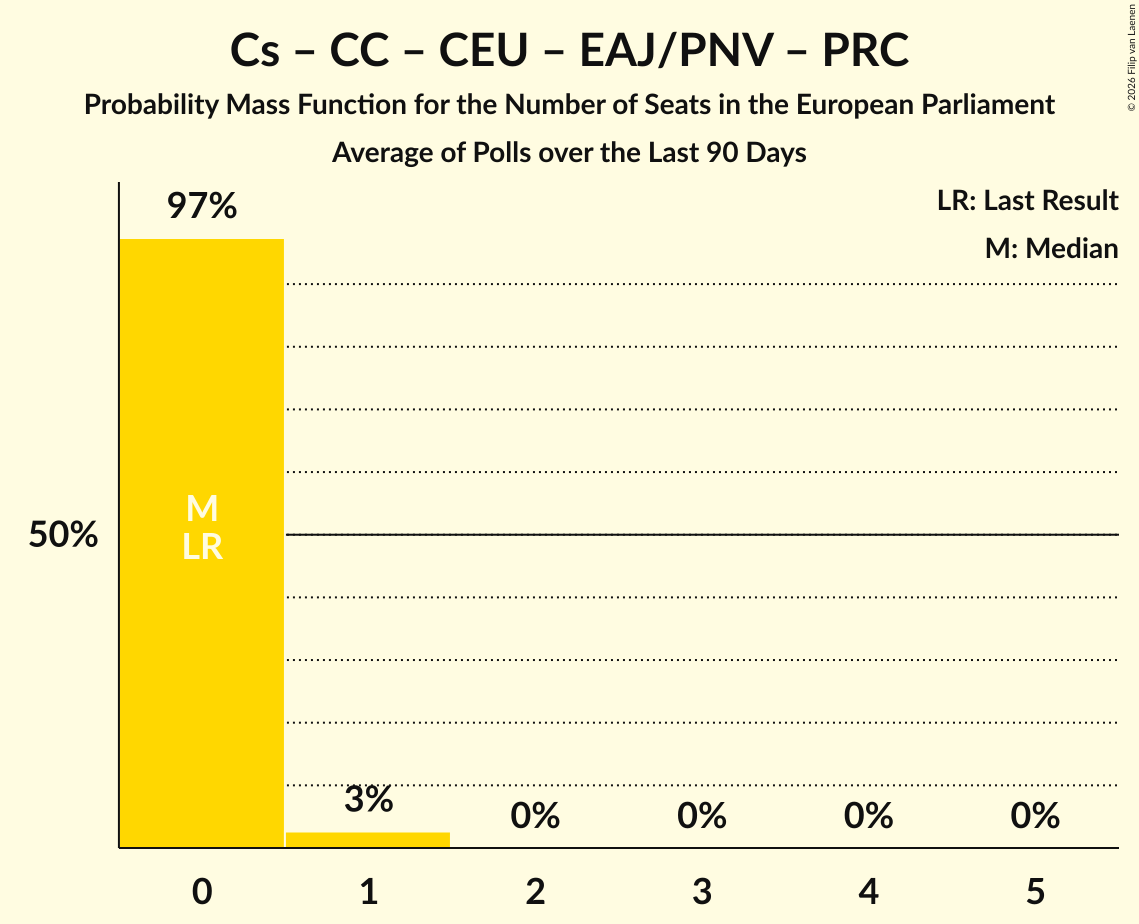 Cs – CC – CEU – EAJ/PNV – PRC
Probability Mass Function for the Number of Seats in the European Parliament
Average of Polls over the Last 90 Days
© 2026 Filip van Laenen
LR: Last Result
M: Median
97%
M
LR
50%
3%
0%
0%
0%
0%
0
1
2
3
4
5